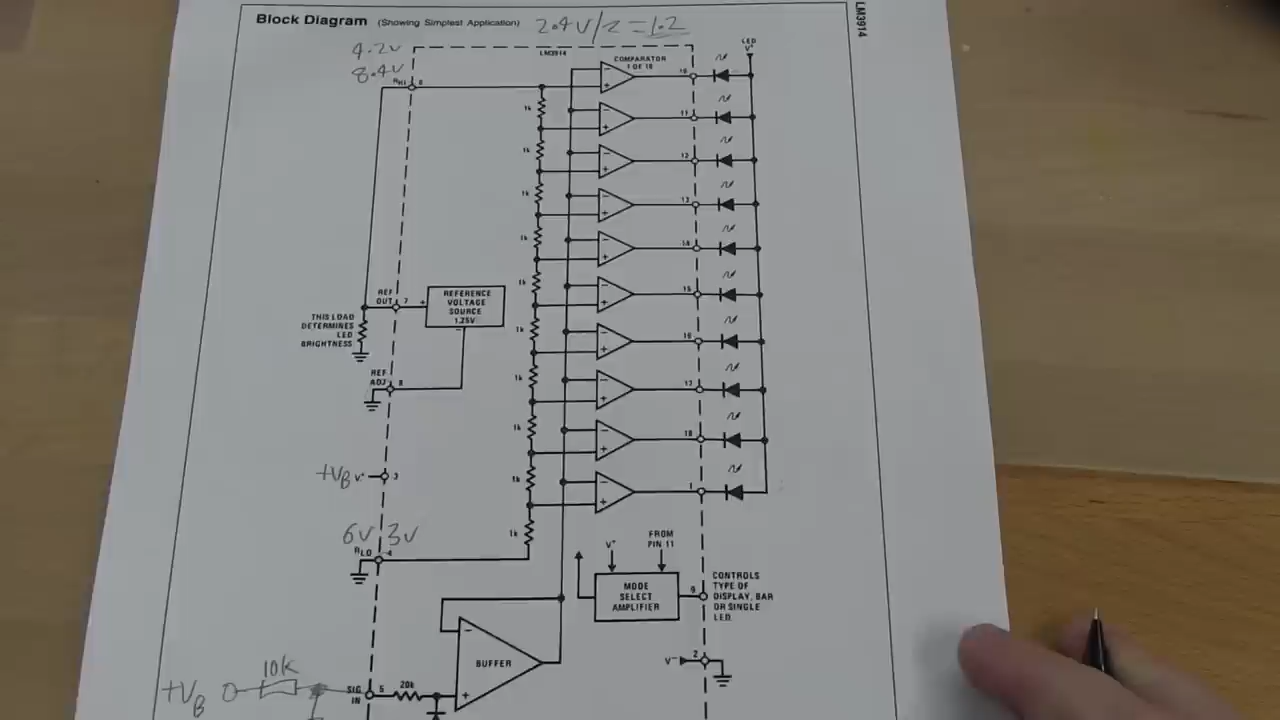 Block Diagram (Showing Simplest Application) 2.4V/2=1.2
LM3914
4.2V
8.4V
LM3914
LED
V+
COMPARATOR
1 OF 10
RHI 6
10
11
12
13
14
15
16
17
18
1
1k
1k
1k
1k
1k
1k
1k
1k
1k
1k
REF
OUT 7
REFERENCE
VOLTAGE
SOURCE
1.25V
THIS LOAD
DETERMINES
LED
BRIGHTNESS
REF
ADJ 8
+VB V+ 3
6V 3V
RLO 4
FROM
PIN 11
V+
MODE
SELECT
AMPLIFIER
9
CONTROLS
TYPE OF
DISPLAY, BAR
OR SINGLE
LED
BUFFER
V− 2
10k
+VB
SIG
IN 5
20k